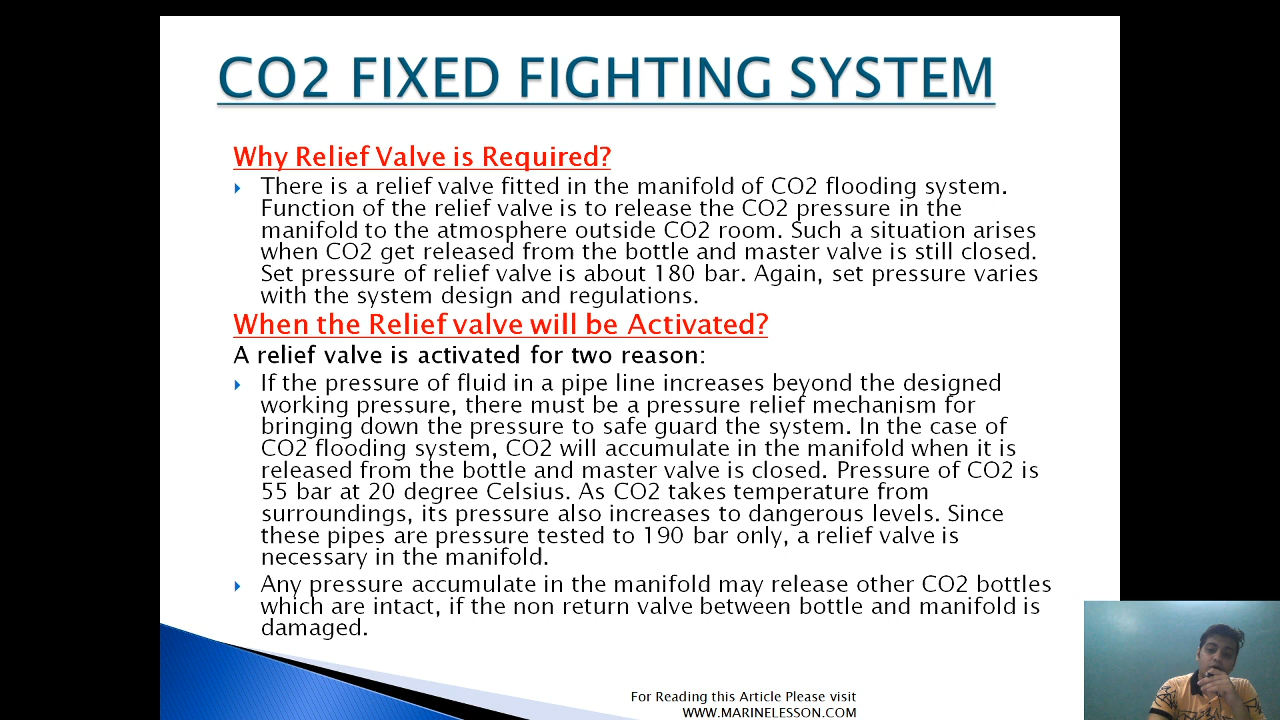 CO2 FIXED FIGHTING SYSTEM
Why Relief Valve is Required?
There is a relief valve fitted in the manifold of CO2 flooding system.
Function of the relief valve is to release the CO2 pressure in the
manifold to the atmosphere outside CO2 room. Such a situation arises
when CO2 get released from the bottle and master valve is still closed.
Set pressure of relief valve is about 180 bar. Again, set pressure varies
with the system design and regulations.
When the Relief valve will be Activated?
A relief valve is activated for two reason:
If the pressure of fluid in a pipe line increases beyond the designed
working pressure, there must be a pressure relief mechanism for
bringing down the pressure to safe guard the system. In the case of
CO2 flooding system, CO2 will accumulate in the manifold when it is
released from the bottle and master valve is closed. Pressure of CO2 is
55 bar at 20 degree Celsius. As CO2 takes temperature from
surroundings, its pressure also increases to dangerous levels. Since
these pipes are pressure tested to 190 bar only, a relief valve is
necessary in the manifold.
Any pressure accumulate in the manifold may release other CO2 bottles
which are intact, if the non return valve between bottle and manifold is
damaged.
For Reading this Article Please visit
WWW.MARINELESSON.COM